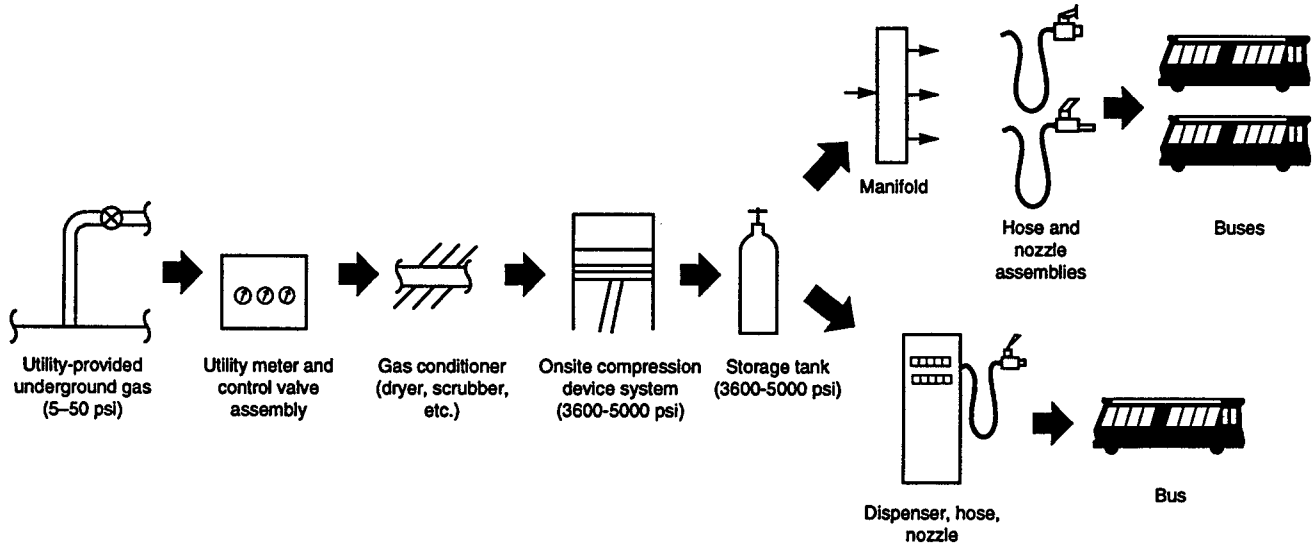 Utility-provided
underground gas
(5–50 psi)
Utility meter and
control valve
assembly
Gas conditioner
(dryer, scrubber,
etc.)
Onsite compression
device system
(3600-5000 psi)
Storage tank
(3600-5000 psi)
Manifold
Hose and
nozzle
assemblies
Buses
Dispenser, hose,
nozzle
Bus